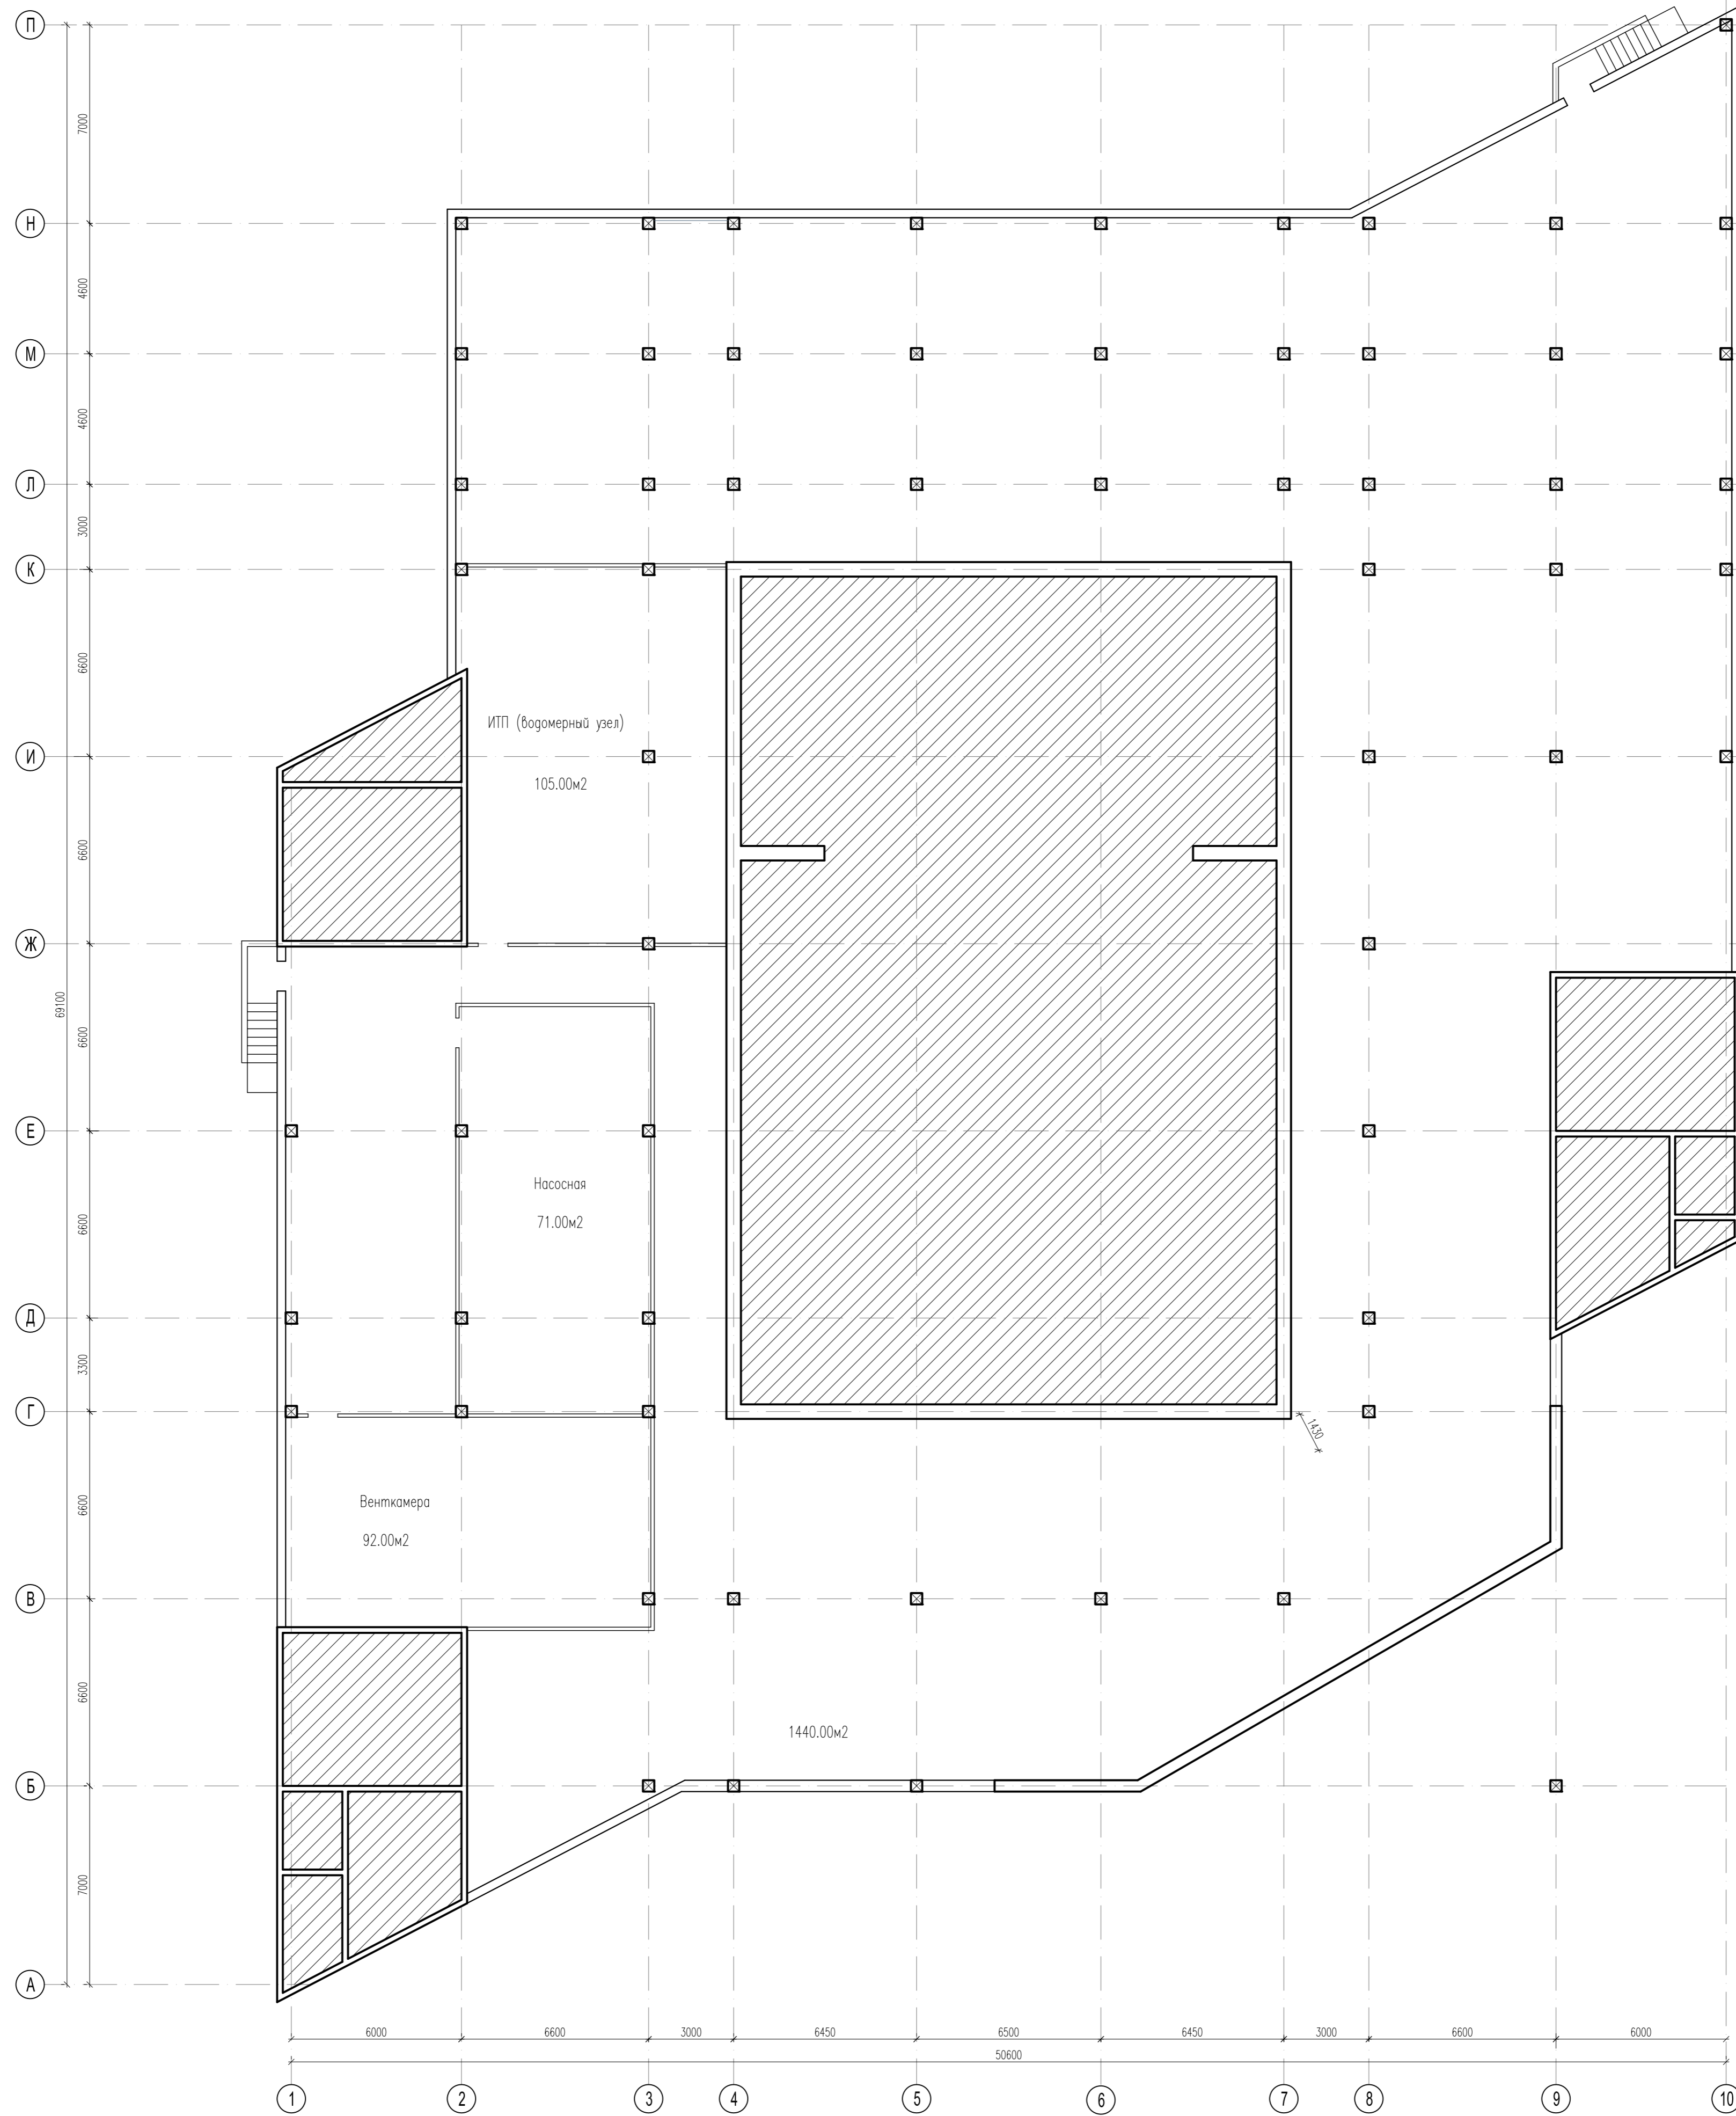 П
7000
Н
4600
М
4600
Л
3000
К
6600
ИТП (водомерный узел)
И
105.00м2
6600
Ж
69100
6600
Е
Насосная
71.00м2
6600
Д
3300
Г
1430
Венткамера
6600
92.00м2
В
6600
1440.00м2
Б
7000
А
6000 6600 3000 6450 6500 6450 3000 6600 6000
50600
1 2 3 4 5 6 7 8 9 10